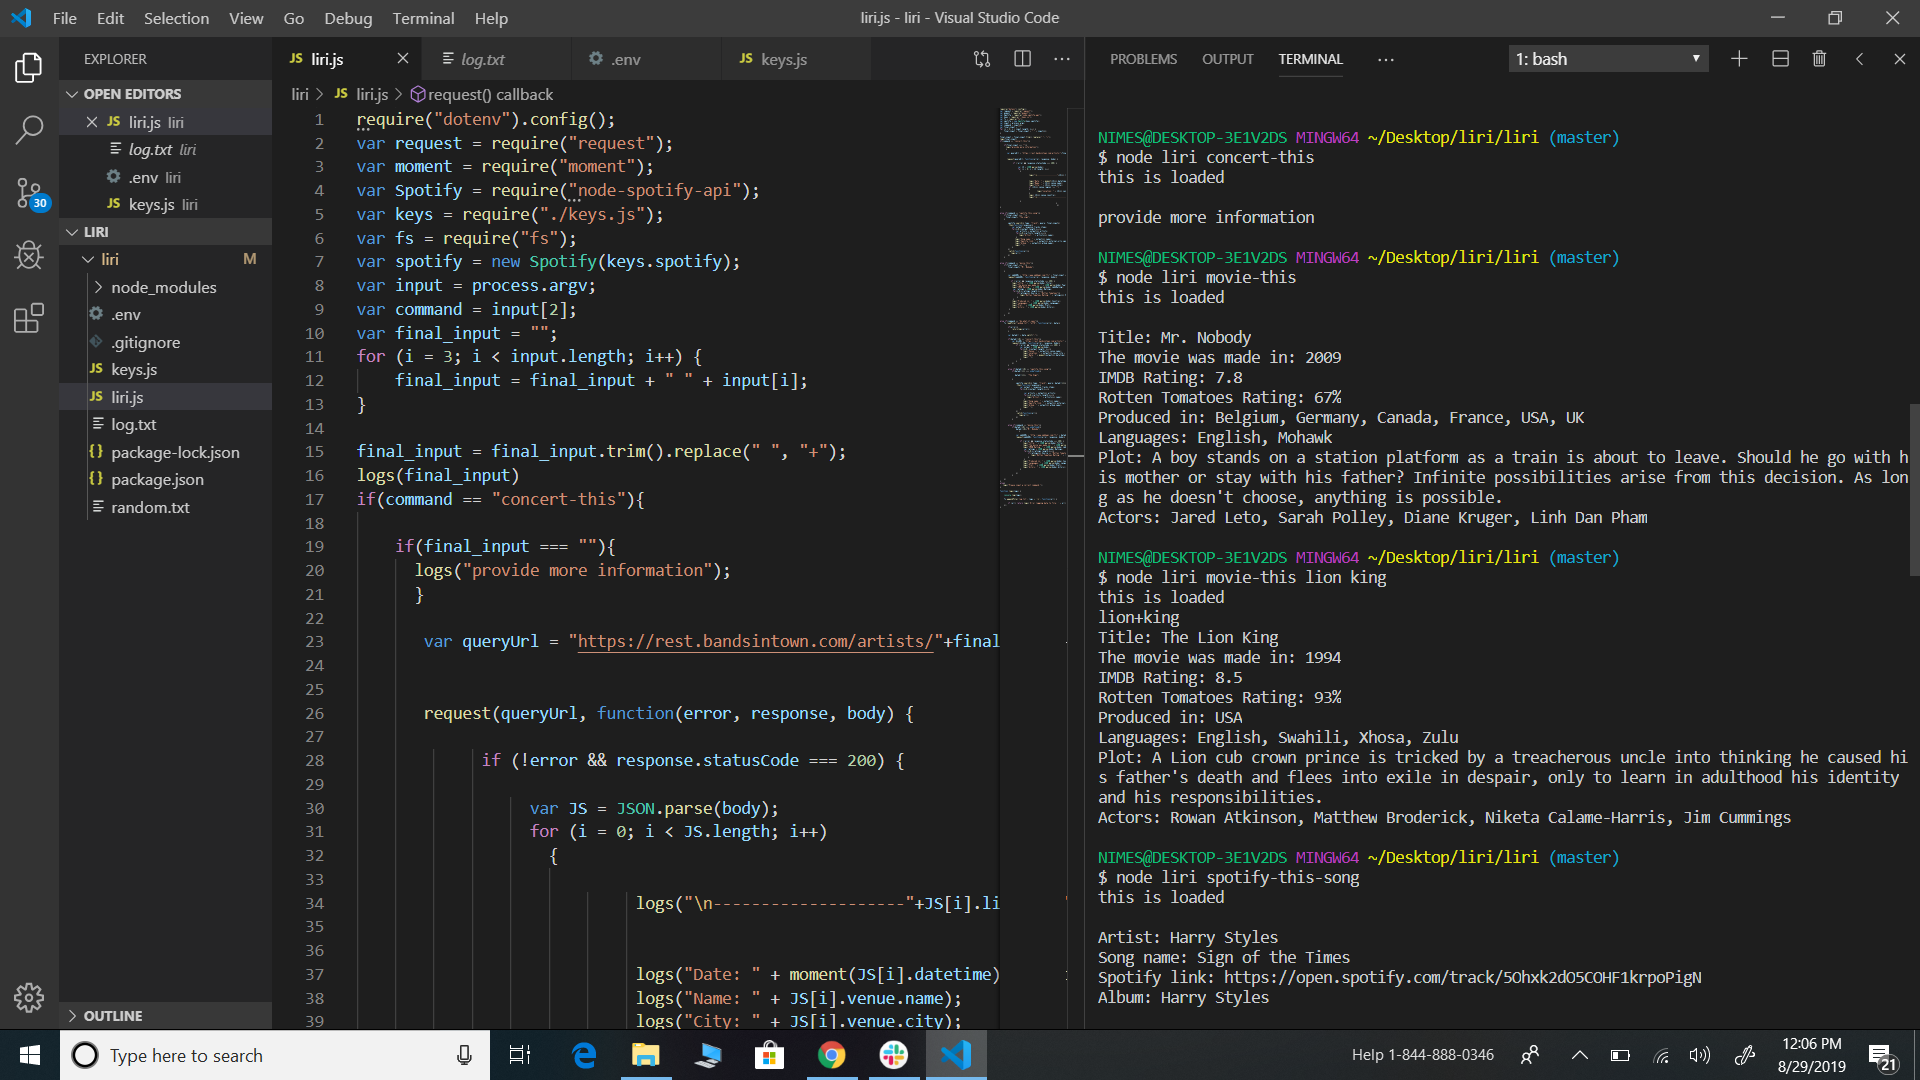 File Edit Selection View Go Debug Terminal Help
liri.js - liri - Visual Studio Code
EXPLORER
OPEN EDITORS
JS liri.js liri
log.txt liri
.env liri
JS keys.js liri
LIRI
liri M
node_modules
.env
.gitignore
JS keys.js
JS liri.js
log.txt
{} package-lock.json
{} package.json
random.txt
OUTLINE
30
JS liri.js
log.txt
.env
JS keys.js
liri > JS liri.js > request() callback
1 require("dotenv").config();
2 var request = require("request");
3 var moment = require("moment");
4 var Spotify = require("node-spotify-api");
5 var keys = require("./keys.js");
6 var fs = require("fs");
7 var spotify = new Spotify(keys.spotify);
8 var input = process.argv;
9 var command = input[2];
10 var final_input = "";
11 for (i = 3; i < input.length; i++) {
12 final_input = final_input + " " + input[i];
13 }
14
15 final_input = final_input.trim().replace(" ", "+");
16 logs(final_input)
17 if(command == "concert-this"){
18
19 if(final_input === ""){
20 logs("provide more information");
21 }
22
23 var queryUrl = "https://rest.bandsintown.com/artists/"+final
24
25
26 request(queryUrl, function(error, response, body) {
27
28 if (!error && response.statusCode === 200) {
29
30 var JS = JSON.parse(body);
31 for (i = 0; i < JS.length; i++)
32 {
33
34 logs("\n--------------------"+JS[i].li
35
36
37 logs("Date: " + moment(JS[i].datetime)
38 logs("Name: " + JS[i].venue.name);
39 logs("City: " + JS[i].venue.city);
PROBLEMS OUTPUT TERMINAL ··· 1: bash
NIMES@DESKTOP-3E1V2DS MINGW64 ~/Desktop/liri/liri (master)
$ node liri concert-this
this is loaded
provide more information
NIMES@DESKTOP-3E1V2DS MINGW64 ~/Desktop/liri/liri (master)
$ node liri movie-this
this is loaded
Title: Mr. Nobody
The movie was made in: 2009
IMDB Rating: 7.8
Rotten Tomatoes Rating: 67%
Produced in: Belgium, Germany, Canada, France, USA, UK
Languages: English, Mohawk
Plot: A boy stands on a station platform as a train is about to leave. Should he go with h
is mother or stay with his father? Infinite possibilities arise from this decision. As lon
g as he doesn't choose, anything is possible.
Actors: Jared Leto, Sarah Polley, Diane Kruger, Linh Dan Pham
NIMES@DESKTOP-3E1V2DS MINGW64 ~/Desktop/liri/liri (master)
$ node liri movie-this lion king
this is loaded
lion+king
Title: The Lion King
The movie was made in: 1994
IMDB Rating: 8.5
Rotten Tomatoes Rating: 93%
Produced in: USA
Languages: English, Swahili, Xhosa, Zulu
Plot: A Lion cub crown prince is tricked by a treacherous uncle into thinking he caused hi
s father's death and flees into exile in despair, only to learn in adulthood his identity
and his responsibilities.
Actors: Rowan Atkinson, Matthew Broderick, Niketa Calame-Harris, Jim Cummings
NIMES@DESKTOP-3E1V2DS MINGW64 ~/Desktop/liri/liri (master)
$ node liri spotify-this-song
this is loaded
Artist: Harry Styles
Song name: Sign of the Times
Spotify link: https://open.spotify.com/track/5Ohxk2dO5COHF1krpoPigN
Album: Harry Styles
Type here to search
Help 1-844-888-0346
12:06 PM
8/29/2019
21